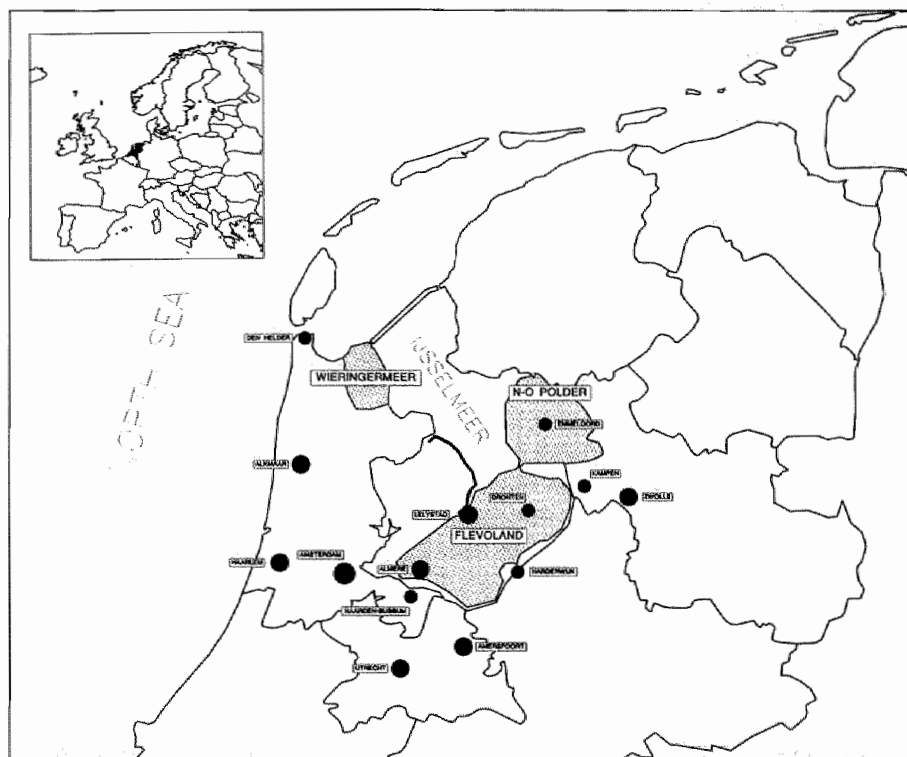 NORTH SEA
IJSSELMEER
DEN HELDER
WIERINGERMEER
N-O POLDER
EMMELOORD
ALKMAAR
KAMPEN
ZWOLLE
DRONTEN
LELYSTAD
FLEVOLAND
HAARLEM
AMSTERDAM
ALMERE
HARDERWIJK
NAARDEN-BUSSUM
AMERSFOORT
UTRECHT